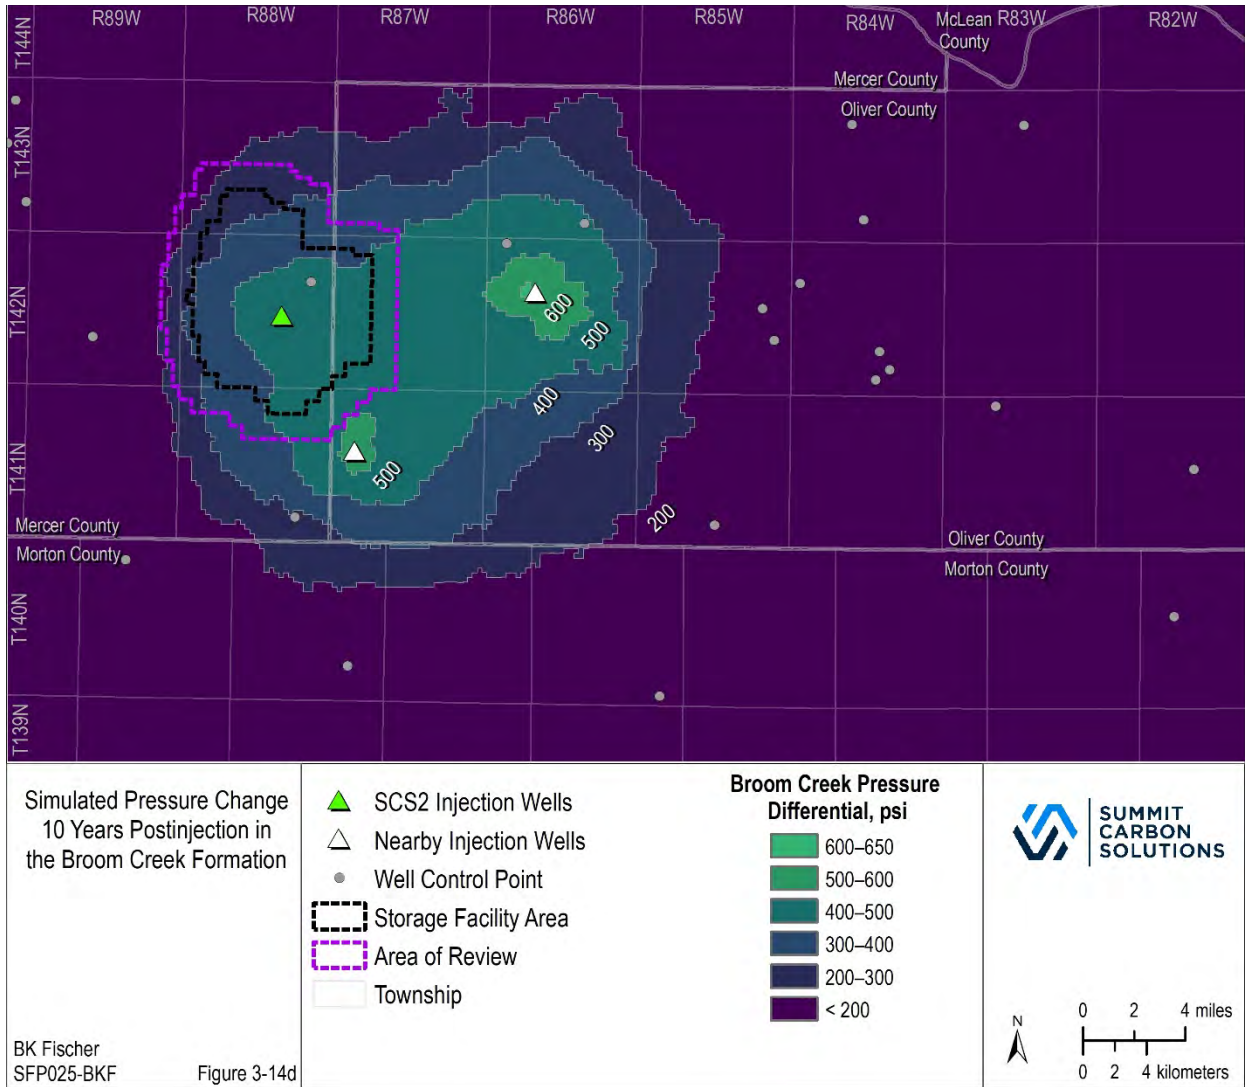 R89W
R88W
R87W
R86W
R85W
R84W
McLean
County
R83W
R82W
T144N
Mercer County
Oliver County
T143N
T142N
600
500
400
300
T141N
500
200
Mercer County
Morton County
Oliver County
Morton County
T140N
T139N
Simulated Pressure Change
10 Years Postinjection in
the Broom Creek Formation
BK Fischer
SFP025-BKF
Figure 3-14d
SCS2 Injection Wells
Nearby Injection Wells
Well Control Point
Storage Facility Area
Area of Review
Township
Broom Creek Pressure
Differential, psi
600–650
500–600
400–500
300–400
200–300
< 200
SUMMIT
CARBON
SOLUTIONS
N
0 2 4 miles
0 2 4 kilometers